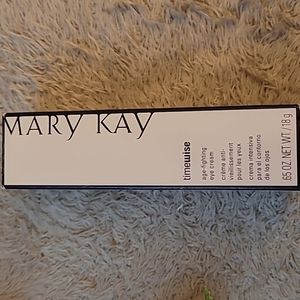 MARY KAY
timewise
age-fighting
eye cream
crème anti-
vieillissement
pour les yeux
crema intensiva
para el contorno
de los ojos
.65 OZ NET WT / 18 g